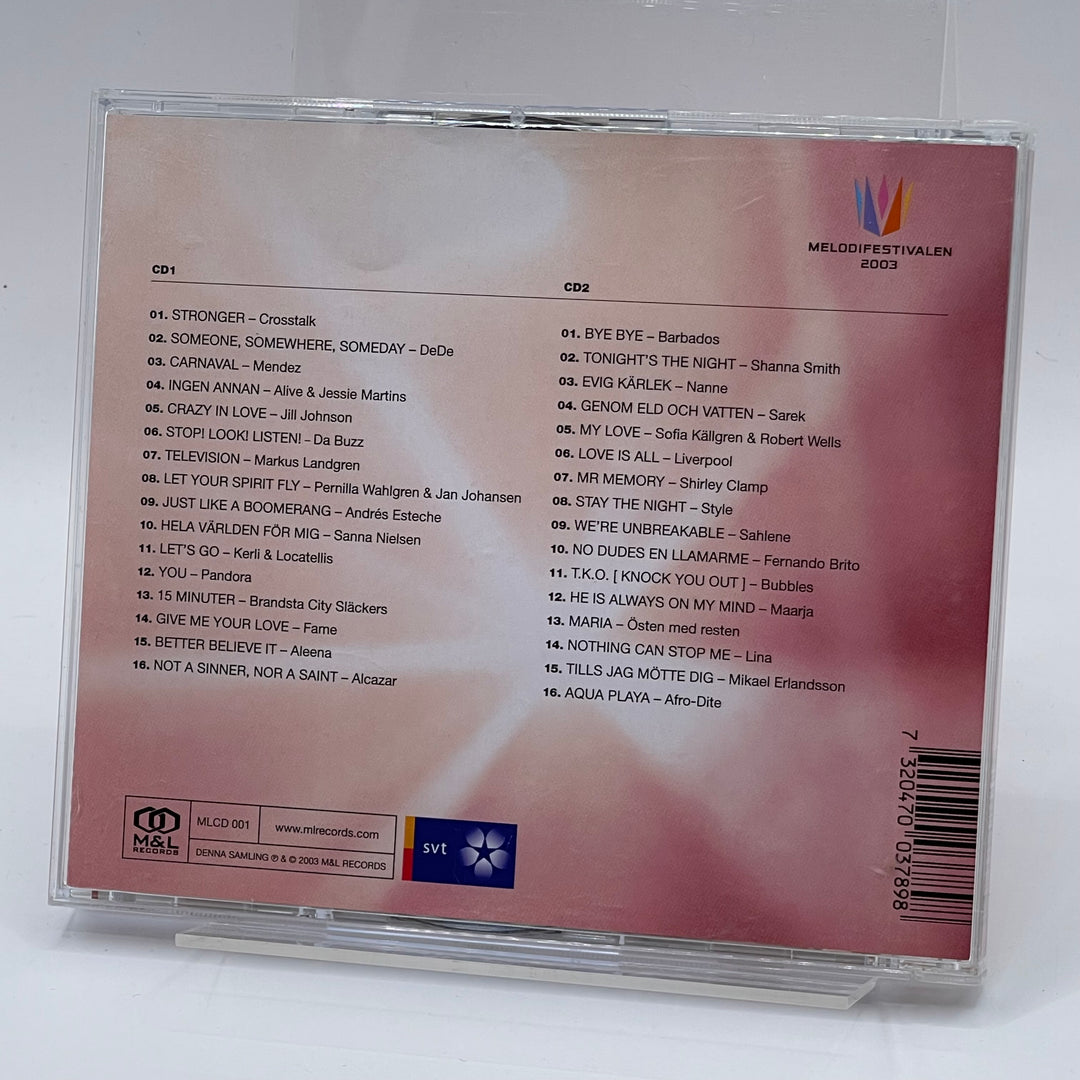 MELODIFESTIVALEN
2003
CD1
01. STRONGER – Crosstalk
02. SOMEONE, SOMEWHERE, SOMEDAY – DeDe
03. CARNAVAL – Mendez
04. INGEN ANNAN – Alive & Jessie Martins
05. CRAZY IN LOVE – Jill Johnson
06. STOP! LOOK! LISTEN! – Da Buzz
07. TELEVISION – Markus Landgren
08. LET YOUR SPIRIT FLY – Pernilla Wahlgren & Jan Johansen
09. JUST LIKE A BOOMERANG – Andrés Esteche
10. HELA VÄRLDEN FÖR MIG – Sanna Nielsen
11. LET'S GO – Kerli & Locatellis
12. YOU – Pandora
13. 15 MINUTER – Brandsta City Släckers
14. GIVE ME YOUR LOVE – Fame
15. BETTER BELIEVE IT – Aleena
16. NOT A SINNER, NOR A SAINT – Alcazar
CD2
01. BYE BYE – Barbados
02. TONIGHT'S THE NIGHT – Shanna Smith
03. EVIG KÄRLEK – Nanne
04. GENOM ELD OCH VATTEN – Sarek
05. MY LOVE – Sofia Källgren & Robert Wells
06. LOVE IS ALL – Liverpool
07. MR MEMORY – Shirley Clamp
08. STAY THE NIGHT – Style
09. WE'RE UNBREAKABLE – Sahlene
10. NO DUDES EN LLAMARME – Fernando Brito
11. T.K.O. [ KNOCK YOU OUT ] – Bubbles
12. HE IS ALWAYS ON MY MIND – Maarja
13. MARIA – Östen med resten
14. NOTHING CAN STOP ME – Lina
15. TILLS JAG MÖTTE DIG – Mikael Erlandsson
16. AQUA PLAYA – Afro-Dite
M&L
RECORDS
MLCD 001
www.mlrecords.com
DENNA SAMLING ℗ & © 2003 M&L RECORDS
svt
7 320470 037898